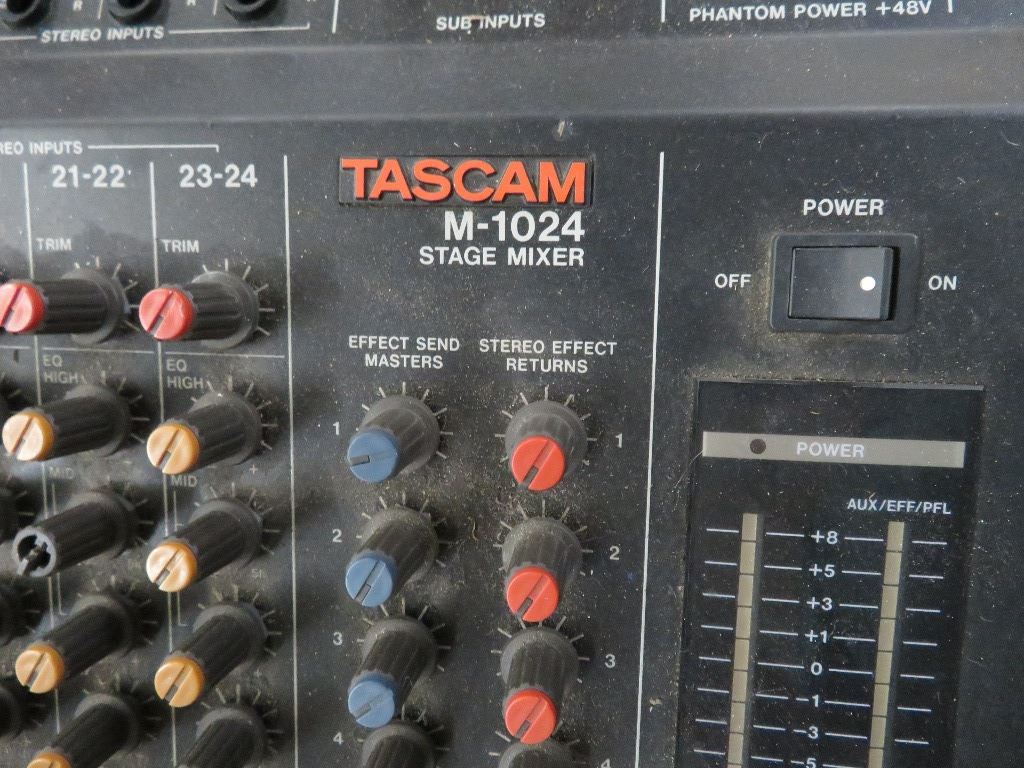 R
R
STEREO INPUTS
SUB INPUTS
PHANTOM POWER +48V
REO INPUTS
21-22
23-24
TRIM
TRIM
EQ
HIGH
EQ
HIGH
MID
MID
TASCAM
M-1024
STAGE MIXER
EFFECT SEND
MASTERS
STEREO EFFECT
RETURNS
1
1
2
2
3
3
4
4
POWER
OFF
ON
POWER
AUX/EFF/PFL
+8
+5
+3
+1
0
-1
-3
-5